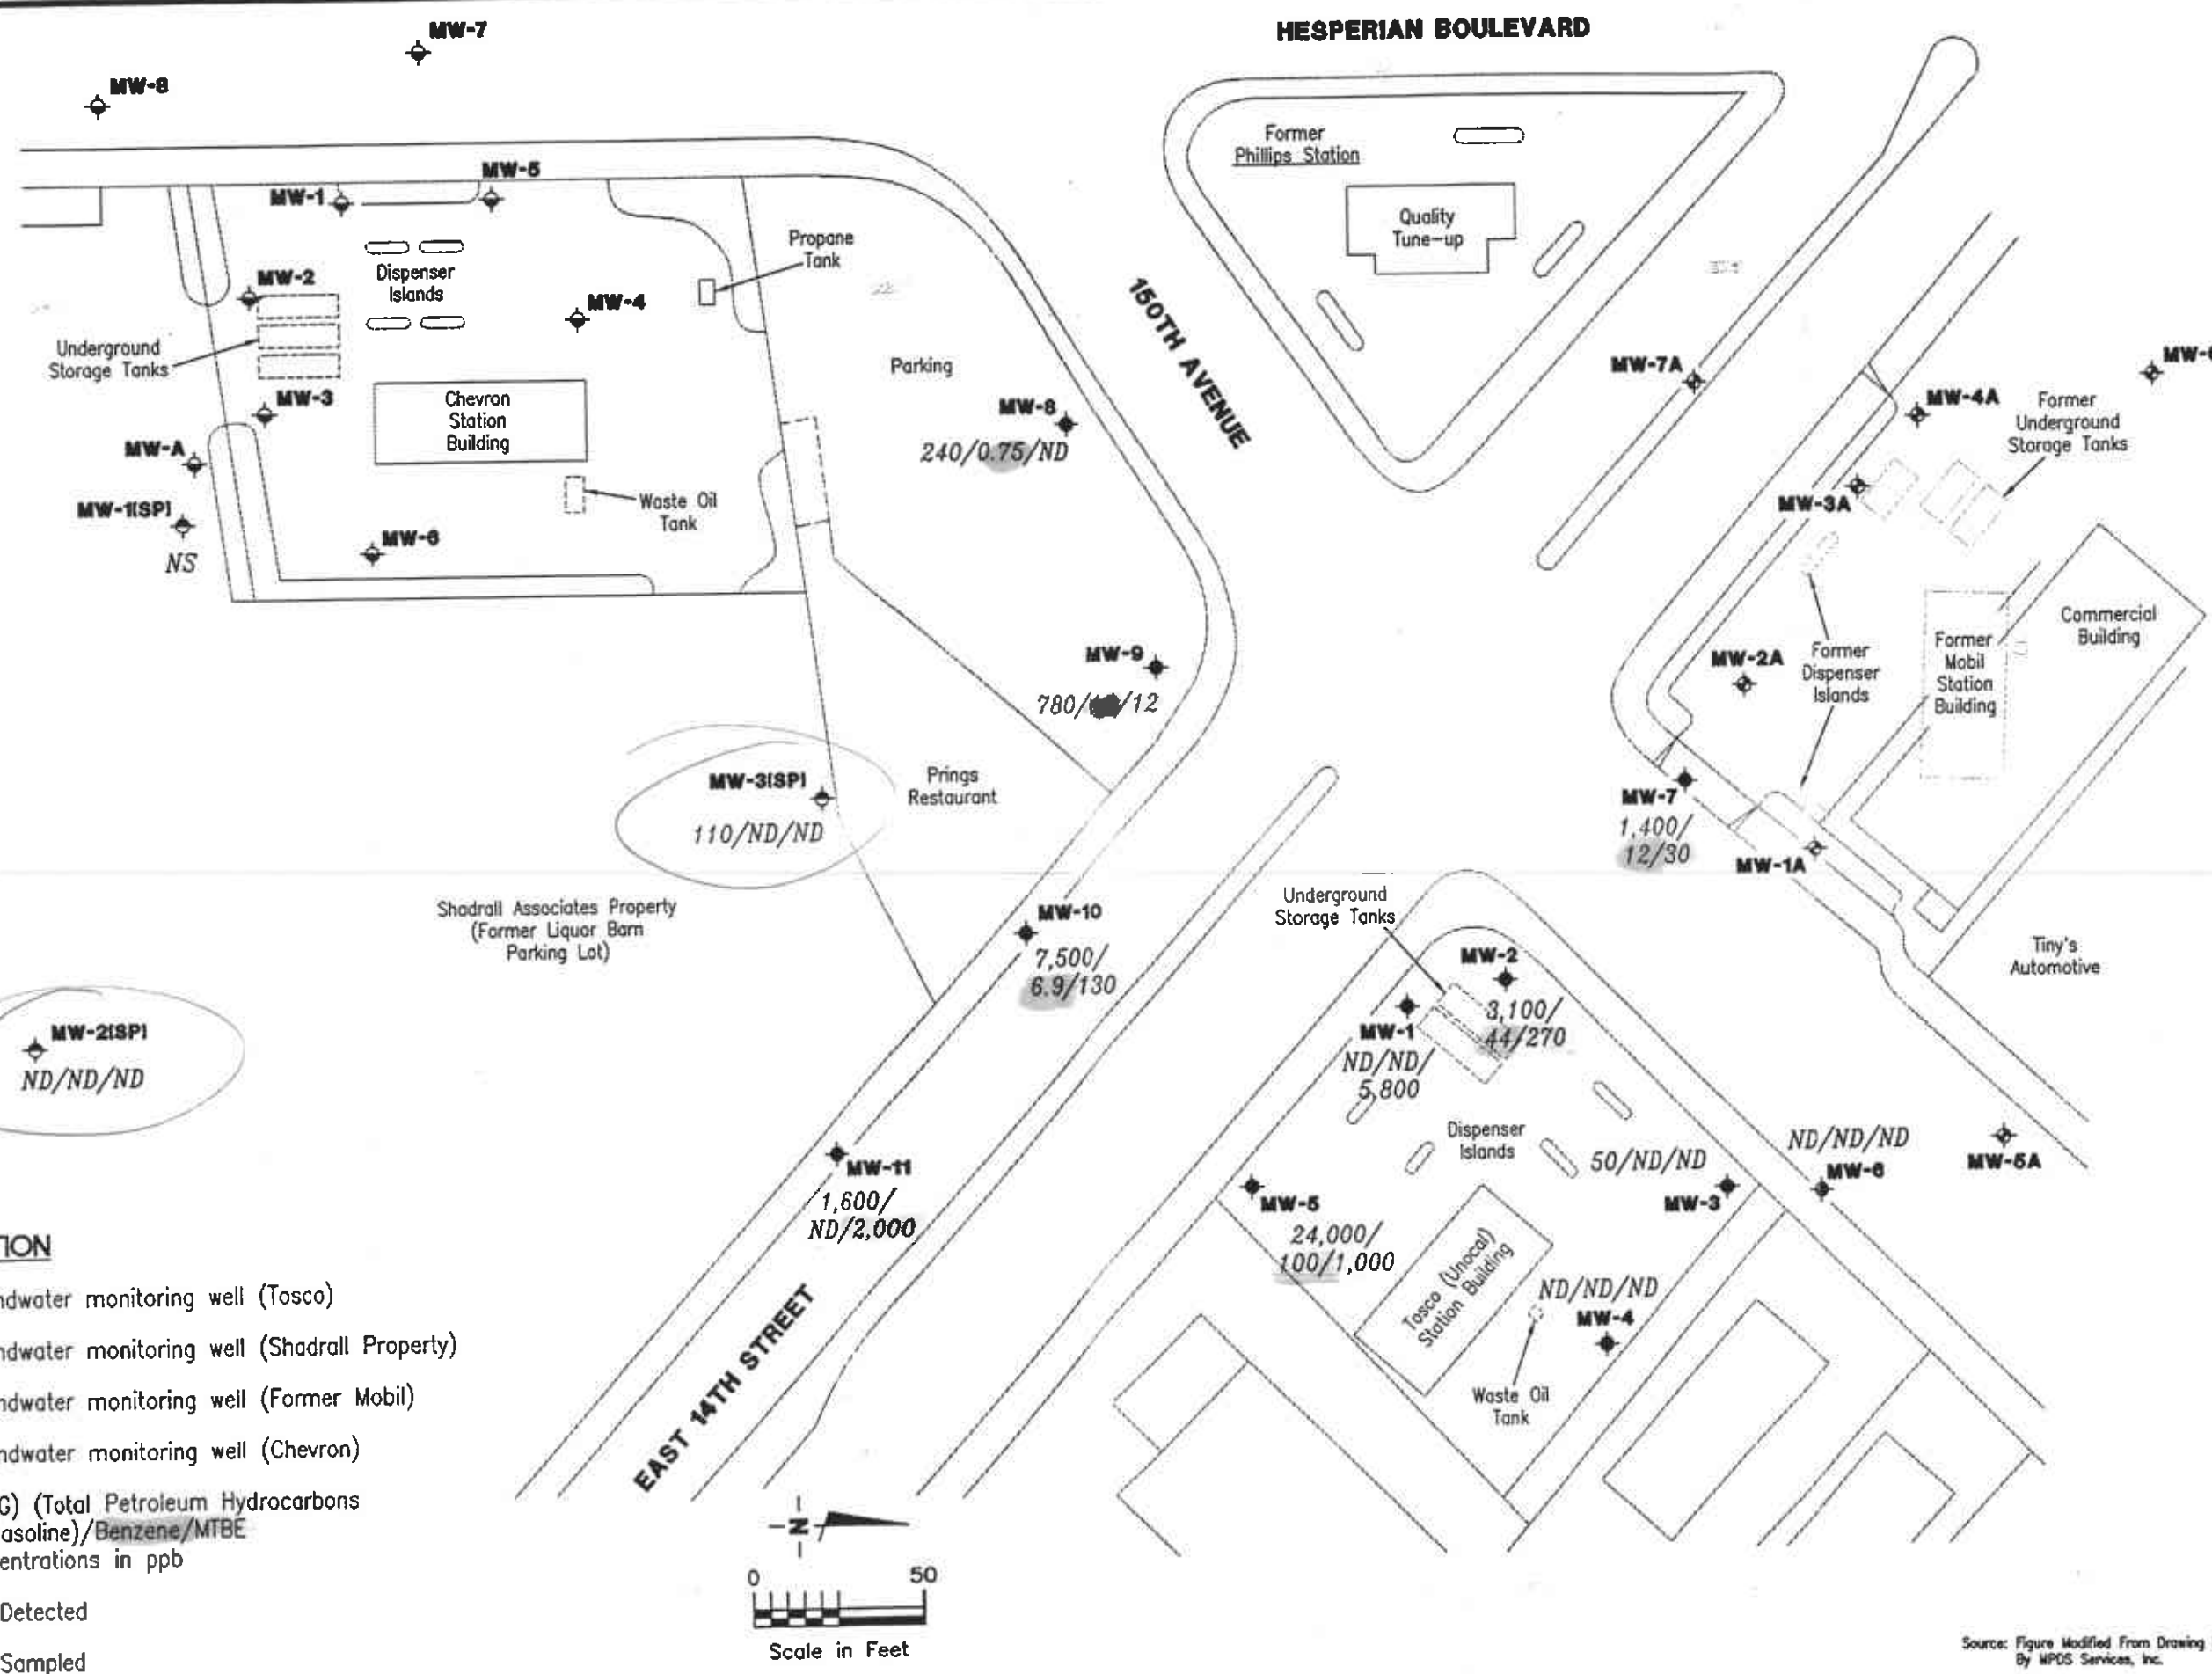 HESPERIAN BOULEVARD
MW-7
MW-8
MW-5
MW-1
MW-2
Dispenser
Islands
MW-4
Propane
Tank
Underground
Storage Tanks
MW-3
Chevron
Station
Building
MW-A
MW-1(SP)
NS
MW-6
Waste Oil
Tank
Parking
MW-8
240/0.75/ND
150TH AVENUE
Former
Phillips Station
Quality
Tune-up
MW-7A
MW-4A
Former
Underground
Storage Tanks
MW-3A
Commercial
Building
Former
Mobil
Station
Building
MW-2A
Former
Dispenser
Islands
MW-9
780/ /12
MW-3(SP)
110/ND/ND
Prings
Restaurant
MW-7
1,400/
12/30
MW-1A
Shadrall Associates Property
(Former Liquor Barn
Parking Lot)
MW-10
7,500/
6.9/130
Underground
Storage Tanks
MW-2
3,100/
44/270
MW-1
ND/ND/
5,800
Tiny's
Automotive
MW-2(SP)
ND/ND/ND
MW-11
1,600/
ND/2,000
Dispenser
Islands
50/ND/ND
MW-3
ND/ND/ND
MW-6
MW-5A
MW-5
24,000/
100/1,000
Tosco (Unocal)
Station Building
ND/ND/ND
MW-4
Waste Oil
Tank
EAST 14TH STREET
TION
ndwater monitoring well (Tosco)
ndwater monitoring well (Shadrall Property)
ndwater monitoring well (Former Mobil)
ndwater monitoring well (Chevron)
G) (Total Petroleum Hydrocarbons
asoline)/Benzene/MTBE
entrations in ppb
Detected
Sampled
N
0 50
Scale in Feet
Source: Figure Modified From Drawing
By MPDS Services, Inc.